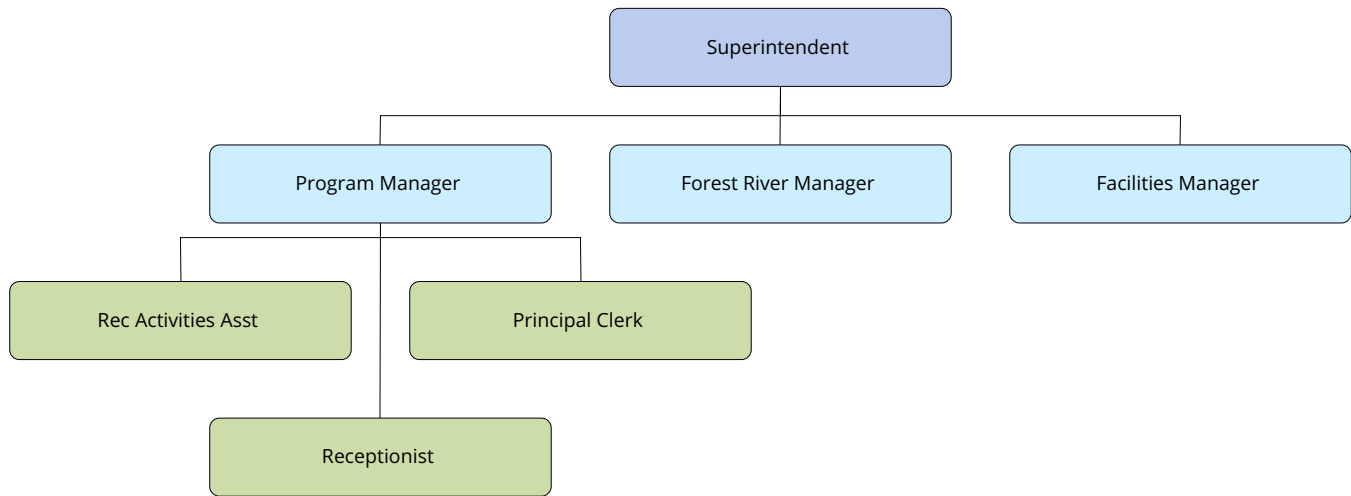 Superintendent
Program Manager
Forest River Manager
Facilities Manager
Rec Activities Asst
Principal Clerk
Receptionist